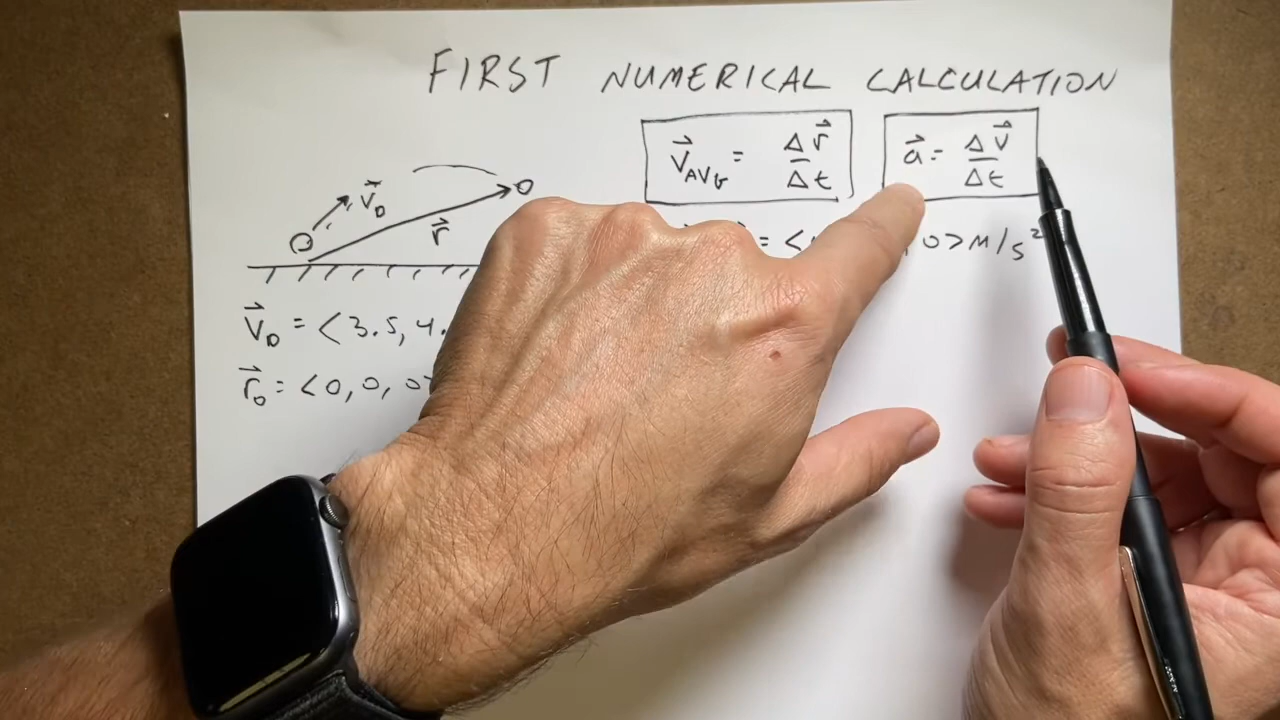 FIRST NUMERICAL CALCULATION
v⃗AVG = Δr⃗/Δt
a⃗ = Δv⃗/Δt
v⃗0
r⃗
= < , 0> m/s²
v⃗0 = <3.5, 4.
r⃗0 = <0, 0, 0>